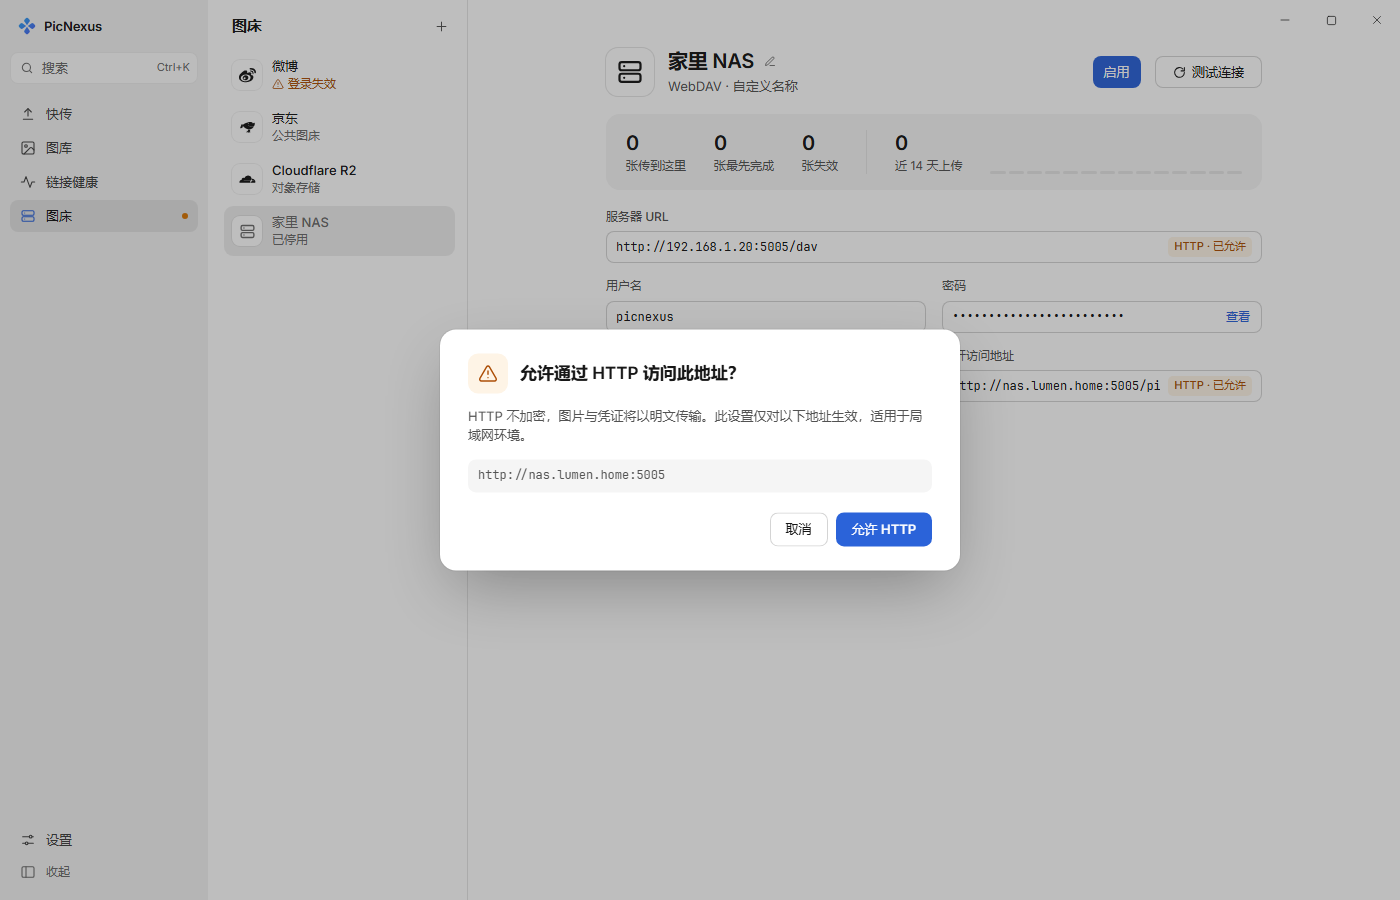 PicNexus
搜索
Ctrl+K
快传
图库
链接健康
图床
设置
收起
图床
微博
登录失效
京东
公共图床
Cloudflare R2
对象存储
家里 NAS
已停用
家里 NAS
WebDAV · 自定义名称
启用
测试连接
0
张传到这里
0
张最先完成
0
张失效
0
近 14 天上传
服务器 URL
http://192.168.1.20:5005/dav
HTTP · 已允许
用户名
密码
picnexus
••••••••••••••••••••••••
查看
访问地址
ttp://nas.lumen.home:5005/pi
HTTP · 已允许
允许通过 HTTP 访问此地址?
HTTP 不加密，图片与凭证将以明文传输。此设置仅对以下地址生效，适用于局
域网环境。
http://nas.lumen.home:5005
取消
允许 HTTP